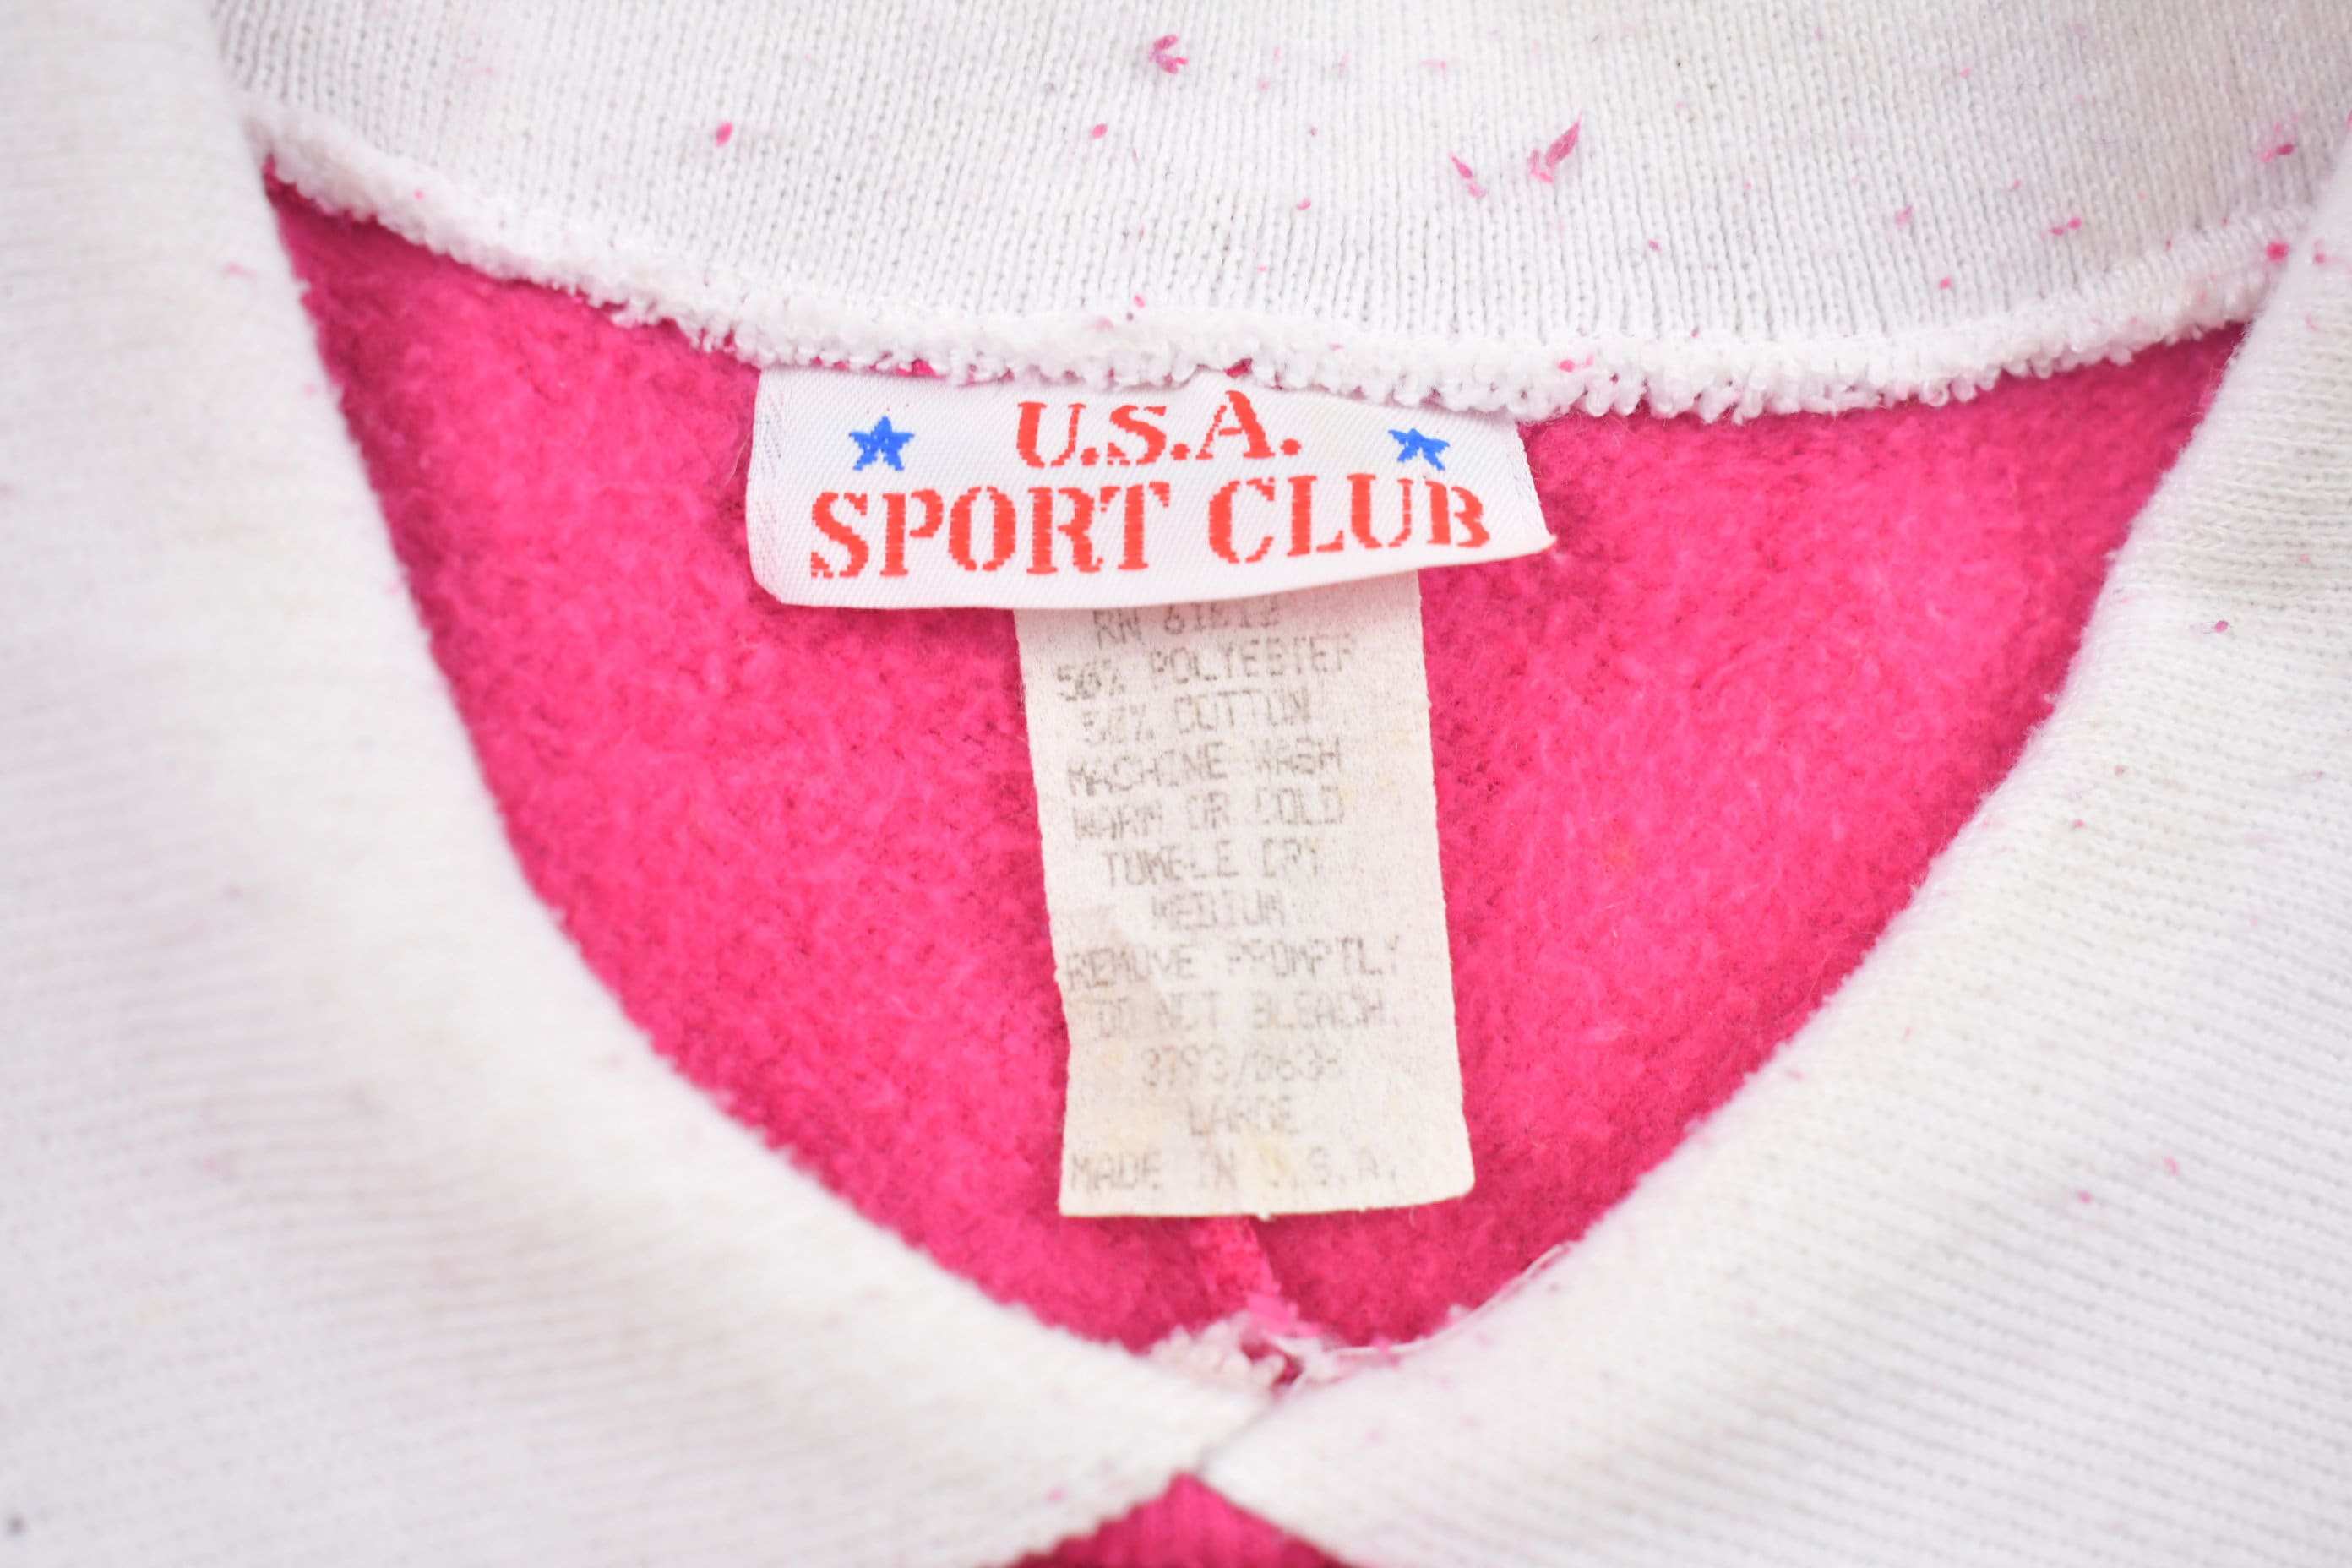 U.S.A.
SPORT CLUB
RN
50% POLYESTER
50% COTTON
MACHINE WASH
WARM OR COLD
TUMBLE DRY
MEDIUM
REMOVE PROMPTLY
DO NOT BLEACH
LARGE
MADE IN U.S.A.